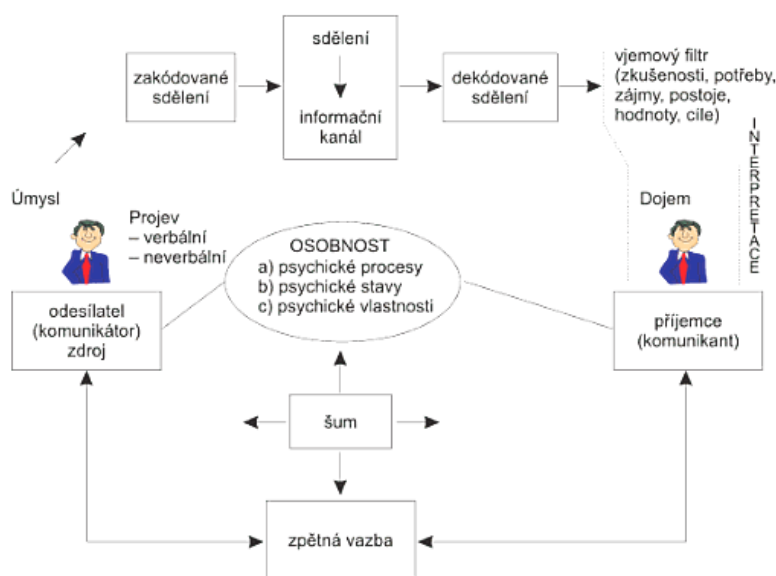 sdělení
informační
kanál
zakódované
sdělení
dekódované
sdělení
vjemový filtr
(zkušenosti, potřeby,
zájmy, postoje,
hodnoty, cíle)
INTERPRETACE
Úmysl
Projev
– verbální
– neverbální
Dojem
OSOBNOST
a) psychické procesy
b) psychické stavy
c) psychické vlastnosti
odesílatel
(komunikátor)
zdroj
příjemce
(komunikant)
šum
zpětná vazba